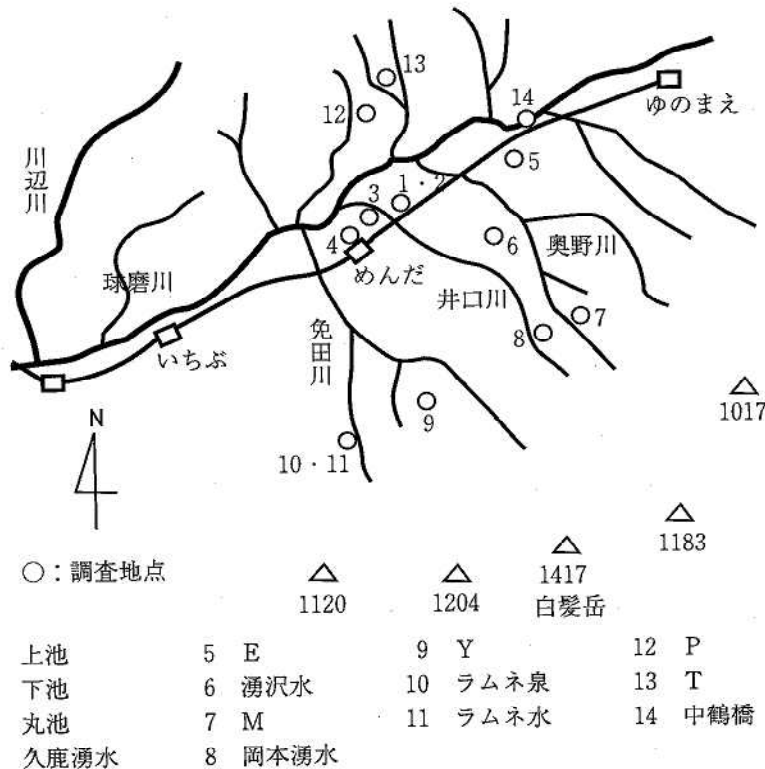 13
12
14
ゆのまえ
川辺川
1・2
5
3
4
6
奥野川
めんだ
球磨川
井口川
7
8
いちぶ
免田川
9
1017
N
10・11
1183
○：調査地点
1120
1204
1417
白髪岳
上池 5 E 9 Y 12 P
下池 6 湧沢水 10 ラムネ泉 13 T
丸池 7 M 11 ラムネ水 14 中鶴橋
久鹿湧水 8 岡本湧水